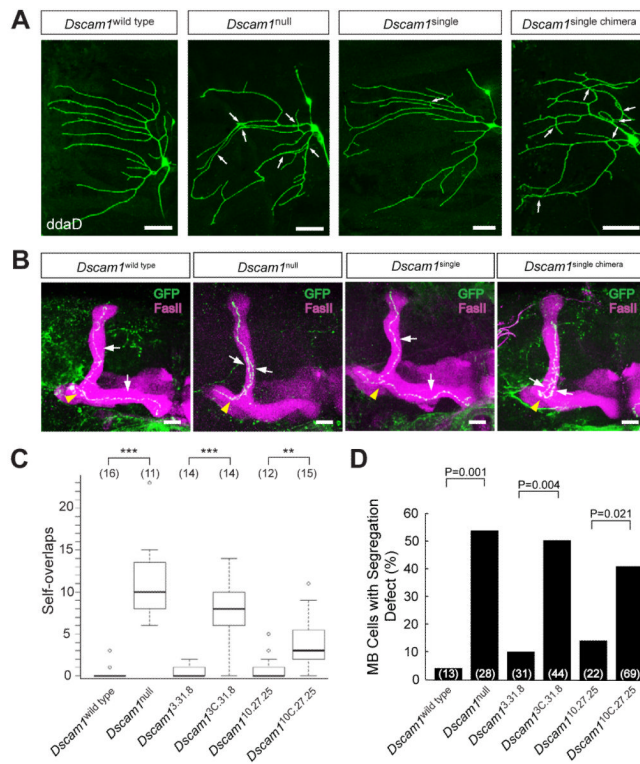 A
Dscam1wild type
Dscam1null
Dscam1single
Dscam1single chimera
ddaD
B
Dscam1wild type
Dscam1null
Dscam1single
Dscam1single chimera
GFP
FasII
GFP
FasII
GFP
FasII
GFP
FasII
C
*** *** **
(16) (11) (14) (14) (12) (15)
Self-overlaps
20
15
10
5
0
Dscam1wild type
Dscam1null
Dscam13.31.8
Dscam13C.31.8
Dscam110.27.25
Dscam110C.27.25
D
P=0.001
P=0.004
P=0.021
MB Cells with Segregation
Defect (%)
60
50
40
30
20
10
0
(13) (28) (31) (44) (22) (69)
Dscam1wild type
Dscam1null
Dscam13.31.8
Dscam13C.31.8
Dscam110.27.25
Dscam110C.27.25